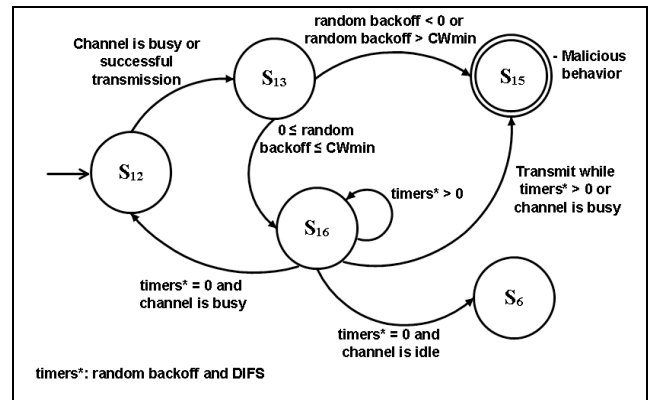 random backoff < 0 or
random backoff > CWmin
Channel is busy or
successful
transmission
S13
S15
- Malicious
behavior
0 ≤ random
backoff ≤ CWmin
S12
timers* > 0
Transmit while
timers* > 0 or
channel is busy
S16
timers* = 0 and
channel is busy
S6
timers* = 0 and
channel is idle
timers*: random backoff and DIFS